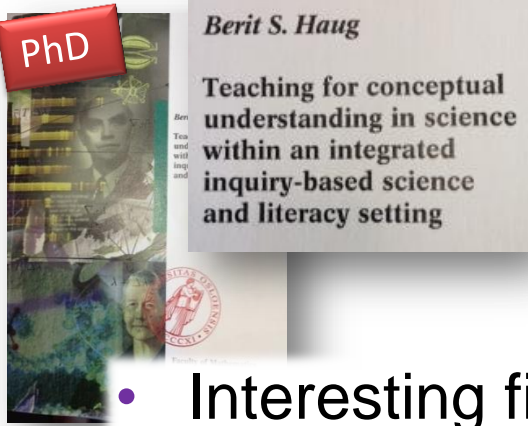 PhD
Berit S. Haug
Teaching for conceptual
understanding in science
within an integrated
inquiry-based science
and literacy setting
• Interesting fi